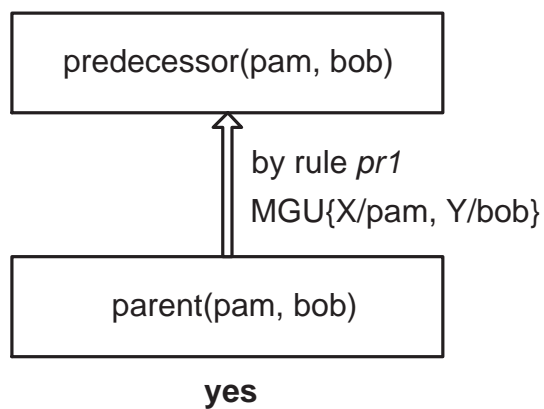 predecessor(pam, bob)
by rule pr1
MGU{X/pam, Y/bob}
parent(pam, bob)
yes